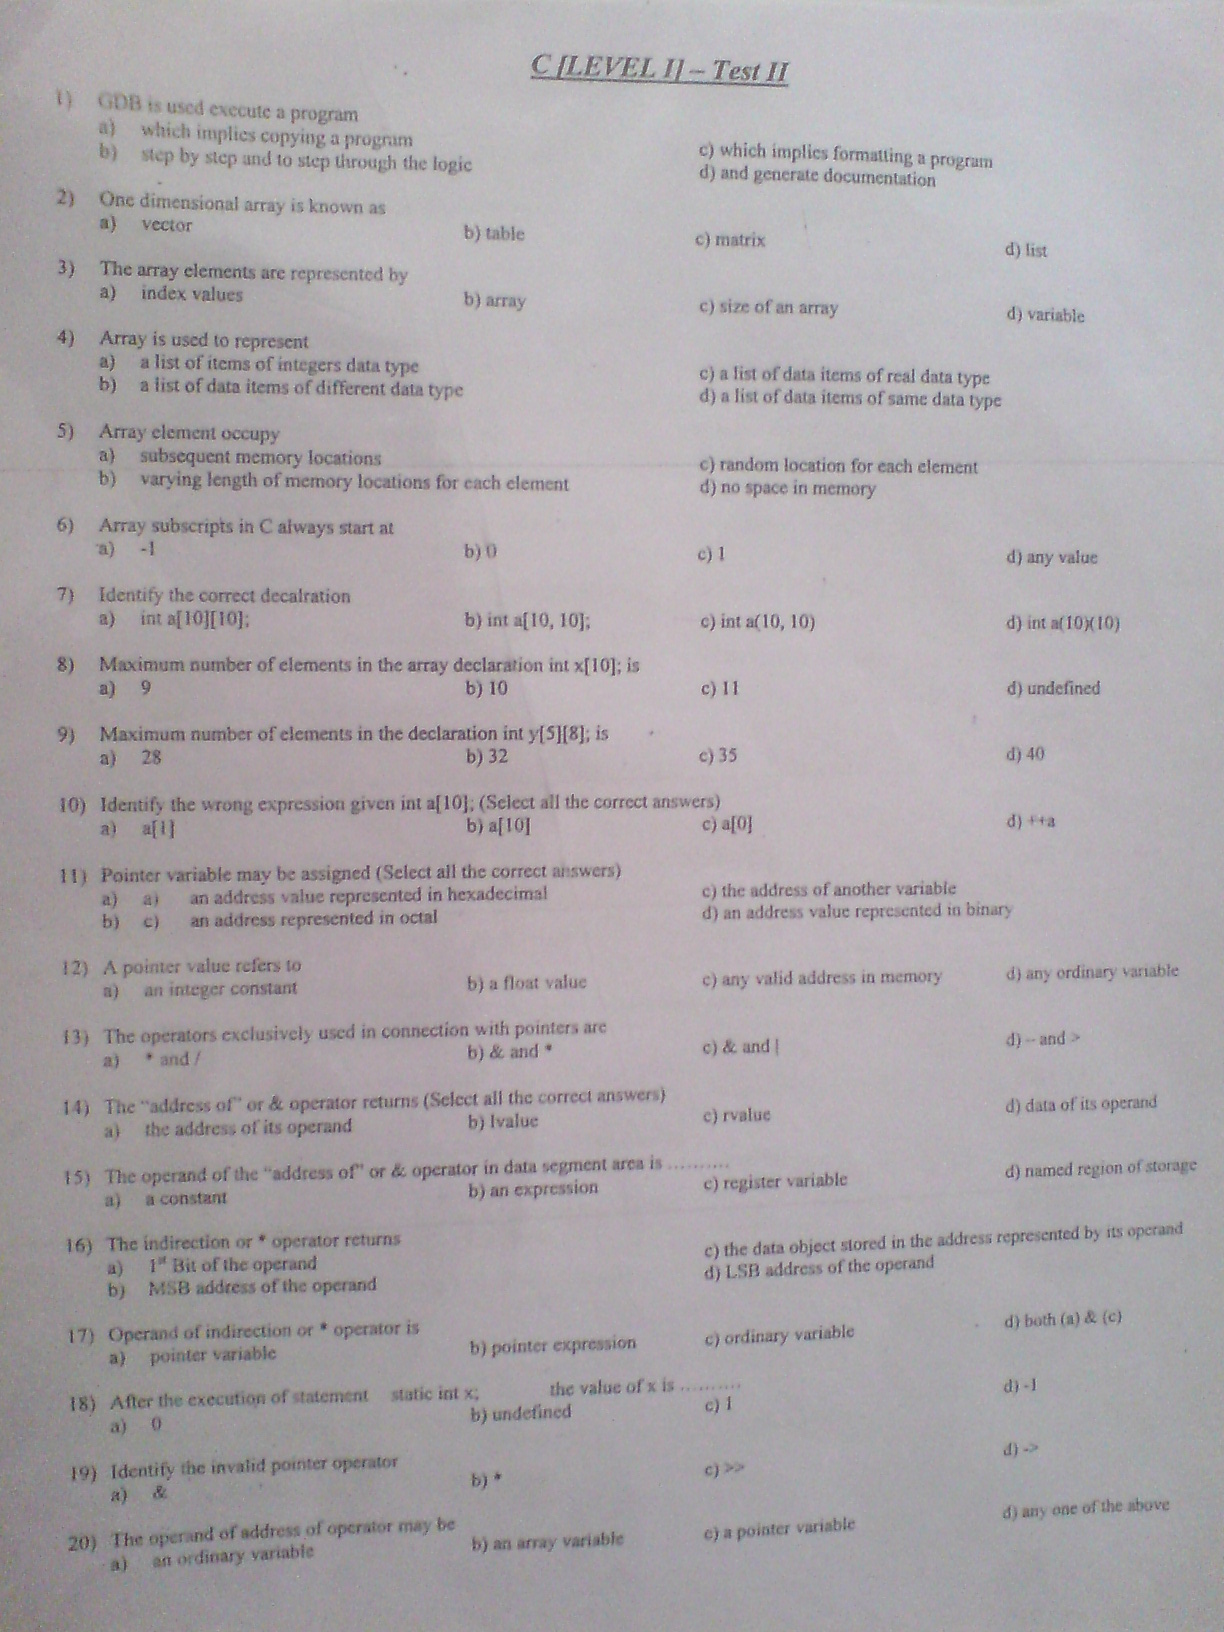 C [LEVEL I] – Test II
1) GDB is used execute a program
a) which implies copying a program
b) step by step and to step through the logic
c) which implies formatting a program
d) and generate documentation
2) One dimensional array is known as
a) vector b) table c) matrix d) list
3) The array elements are represented by
a) index values b) array c) size of an array d) variable
4) Array is used to represent
a) a list of items of integers data type c) a list of data items of real data type
b) a list of data items of different data type d) a list of data items of same data type
5) Array element occupy
a) subsequent memory locations c) random location for each element
b) varying length of memory locations for each element d) no space in memory
6) Array subscripts in C always start at
a) -1 b) 0 c) 1 d) any value
7) Identify the correct decalration
a) int a[10][10]; b) int a[10, 10]; c) int a(10, 10) d) int a(10)(10)
8) Maximum number of elements in the array declaration int x[10]; is
a) 9 b) 10 c) 11 d) undefined
9) Maximum number of elements in the declaration int y[5][8]; is
a) 28 b) 32 c) 35 d) 40
10) Identify the wrong expression given int a[10]; (Select all the correct answers)
a) a[1] b) a[10] c) a[0] d) ++a
11) Pointer variable may be assigned (Select all the correct answers)
a) a) an address value represented in hexadecimal c) the address of another variable
b) c) an address represented in octal d) an address value represented in binary
12) A pointer value refers to
a) an integer constant b) a float value c) any valid address in memory d) any ordinary variable
13) The operators exclusively used in connection with pointers are
a) * and / b) & and * c) & and | d) -- and >
14) The “address of” or & operator returns (Select all the correct answers)
a) the address of its operand b) lvalue c) rvalue d) data of its operand
15) The operand of the “address of” or & operator in data segment area is ..........
a) a constant b) an expression c) register variable d) named region of storage
16) The indirection or * operator returns
a) 1st Bit of the operand c) the data object stored in the address represented by its operand
b) MSB address of the operand d) LSB address of the operand
17) Operand of indirection or * operator is
a) pointer variable b) pointer expression c) ordinary variable d) both (a) & (c)
18) After the execution of statement static int x; the value of x is ..........
a) 0 b) undefined c) 1 d) -1
19) Identify the invalid pointer operator
a) & b) * c) >> d) ->
20) The operand of address of operator may be
a) an ordinary variable b) an array variable c) a pointer variable d) any one of the above